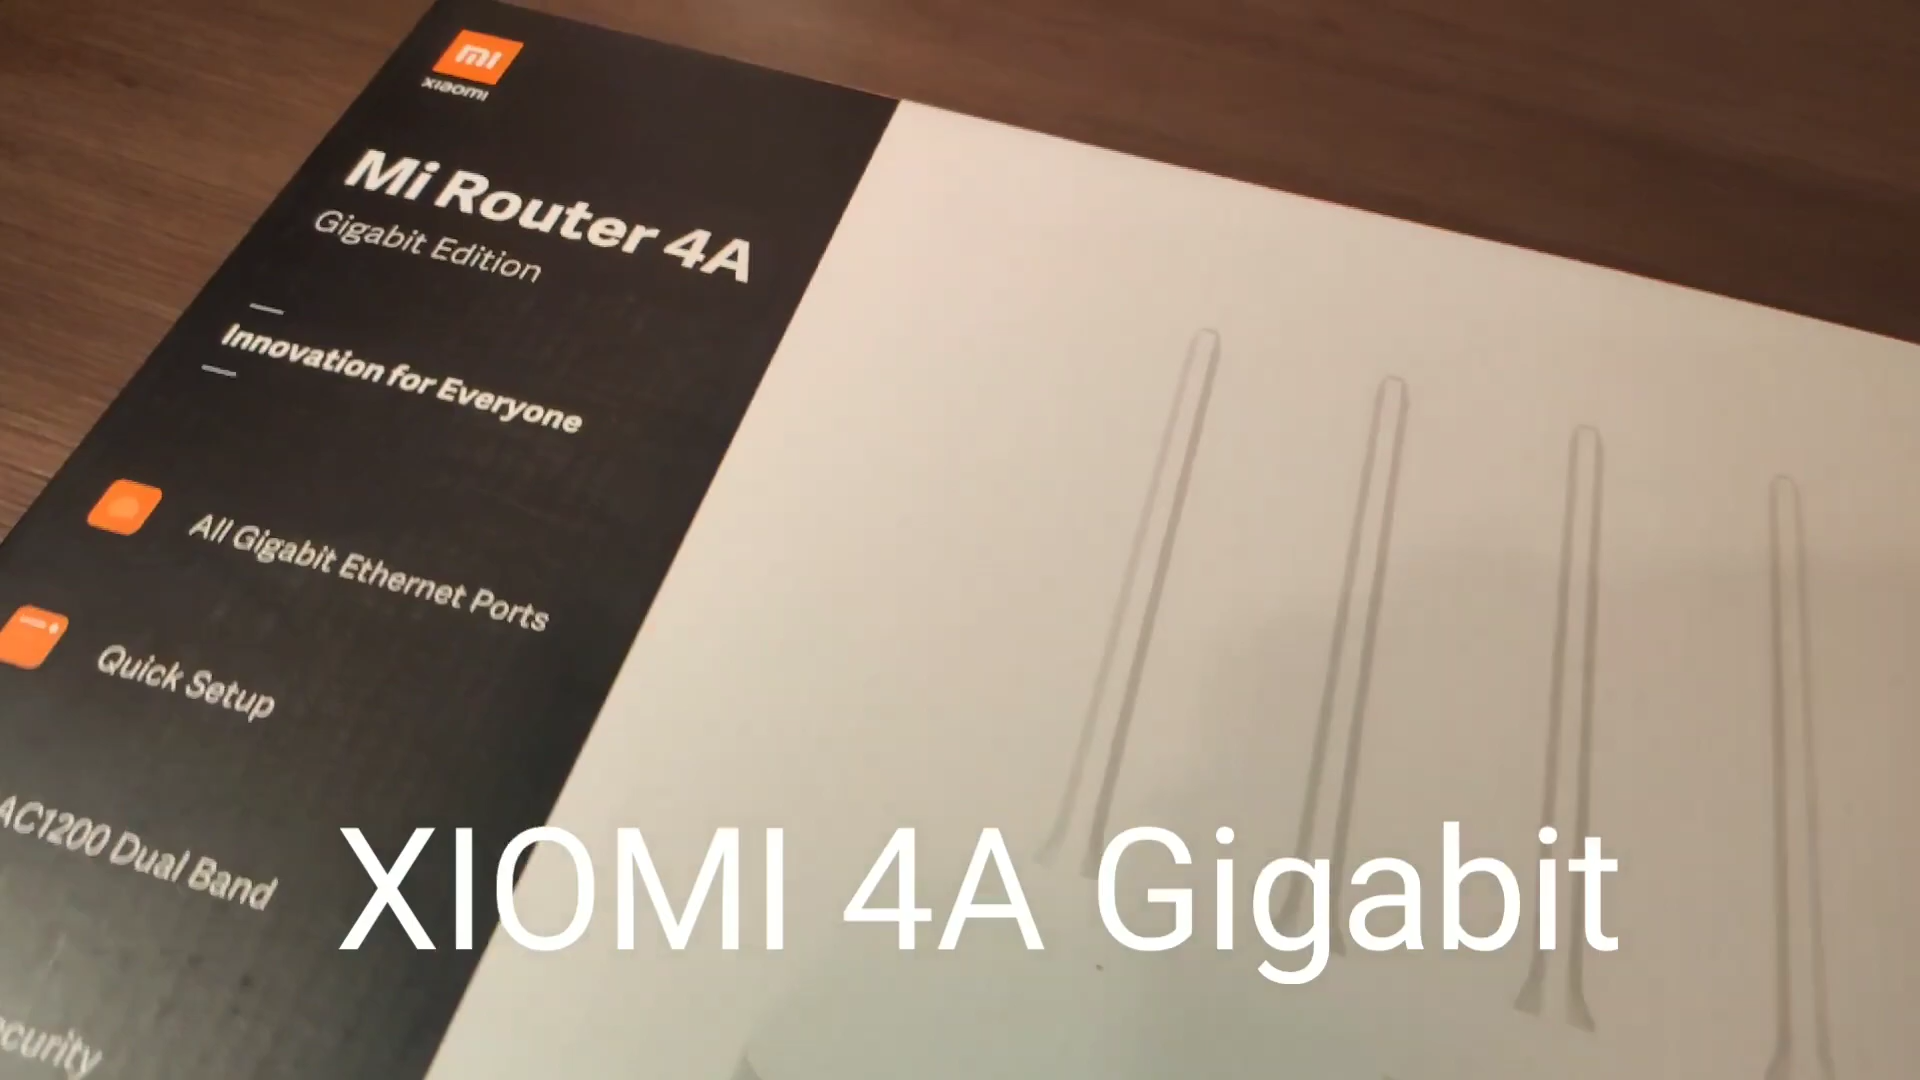 mi
xiaomi
Mi Router 4A
Gigabit Edition
Innovation for Everyone
All Gigabit Ethernet Ports
Quick Setup
AC1200 Dual Band
XIOMI 4A Gigabit